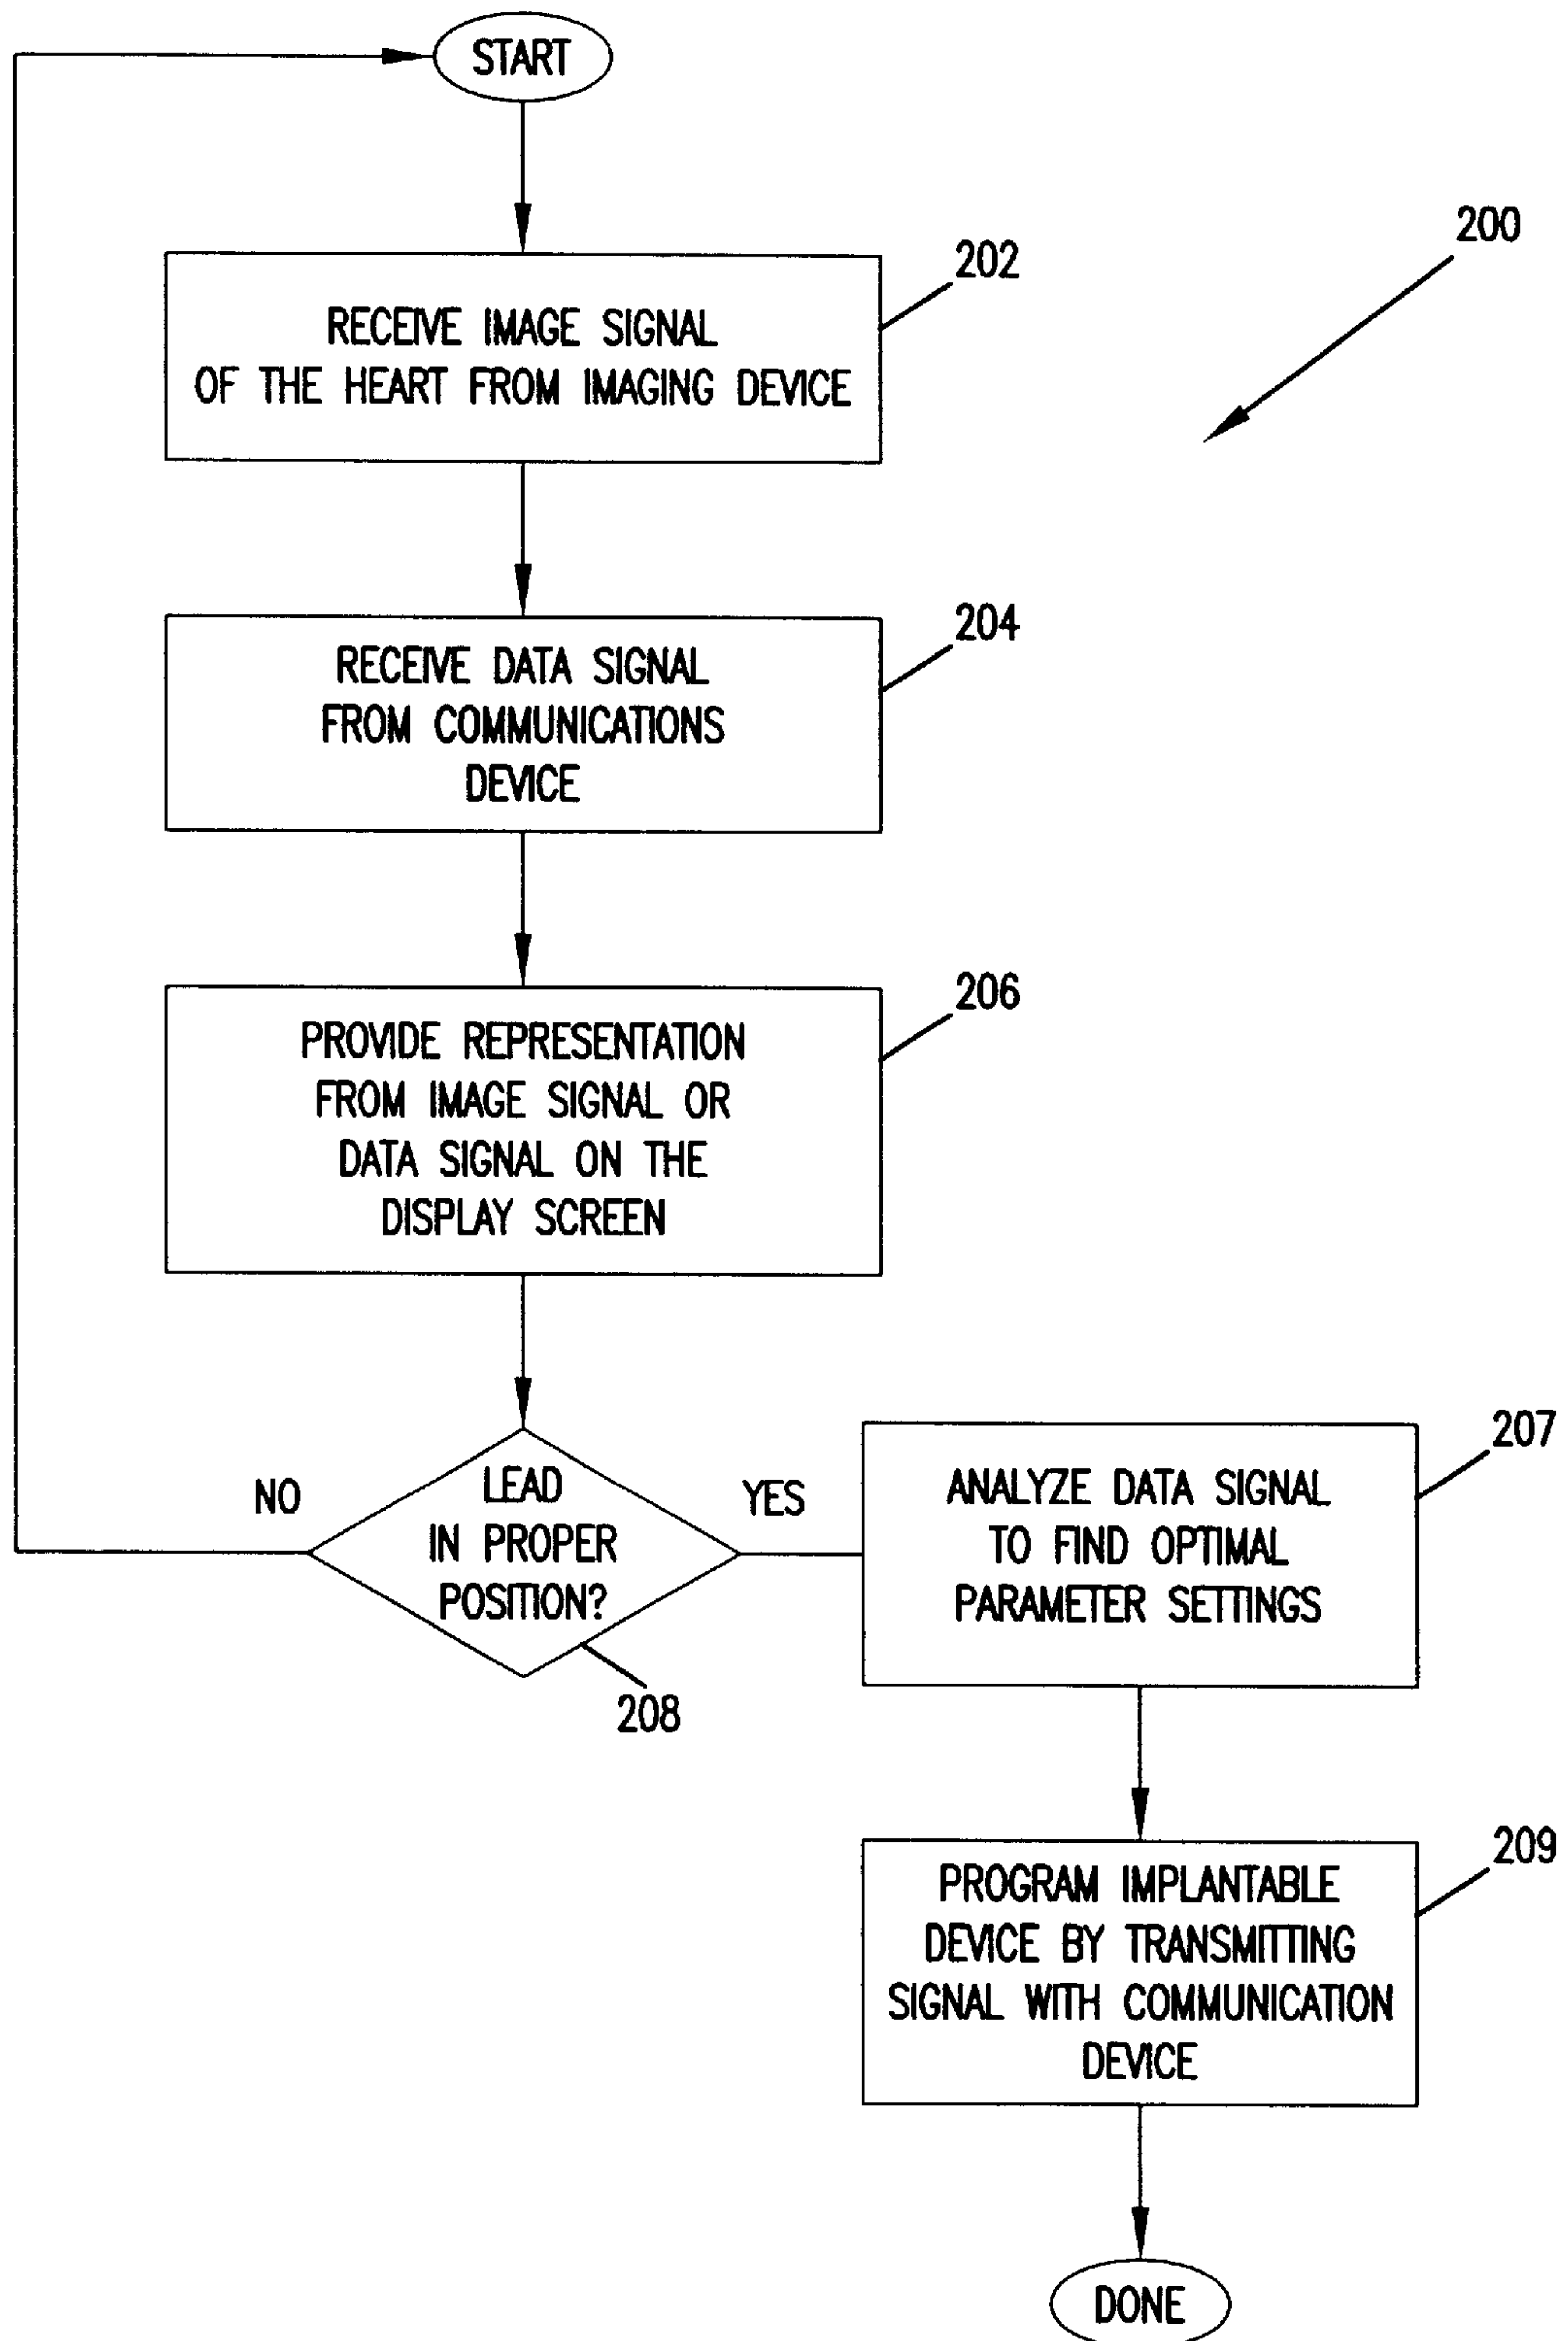 START
200
202
RECEIVE IMAGE SIGNAL
OF THE HEART FROM IMAGING DEVICE
204
RECEIVE DATA SIGNAL
FROM COMMUNICATIONS
DEVICE
206
PROVIDE REPRESENTATION
FROM IMAGE SIGNAL OR
DATA SIGNAL ON THE
DISPLAY SCREEN
NO
LEAD
IN PROPER
POSITION?
YES
208
207
ANALYZE DATA SIGNAL
TO FIND OPTIMAL
PARAMETER SETTINGS
209
PROGRAM IMPLANTABLE
DEVICE BY TRANSMITTING
SIGNAL WITH COMMUNICATION
DEVICE
DONE